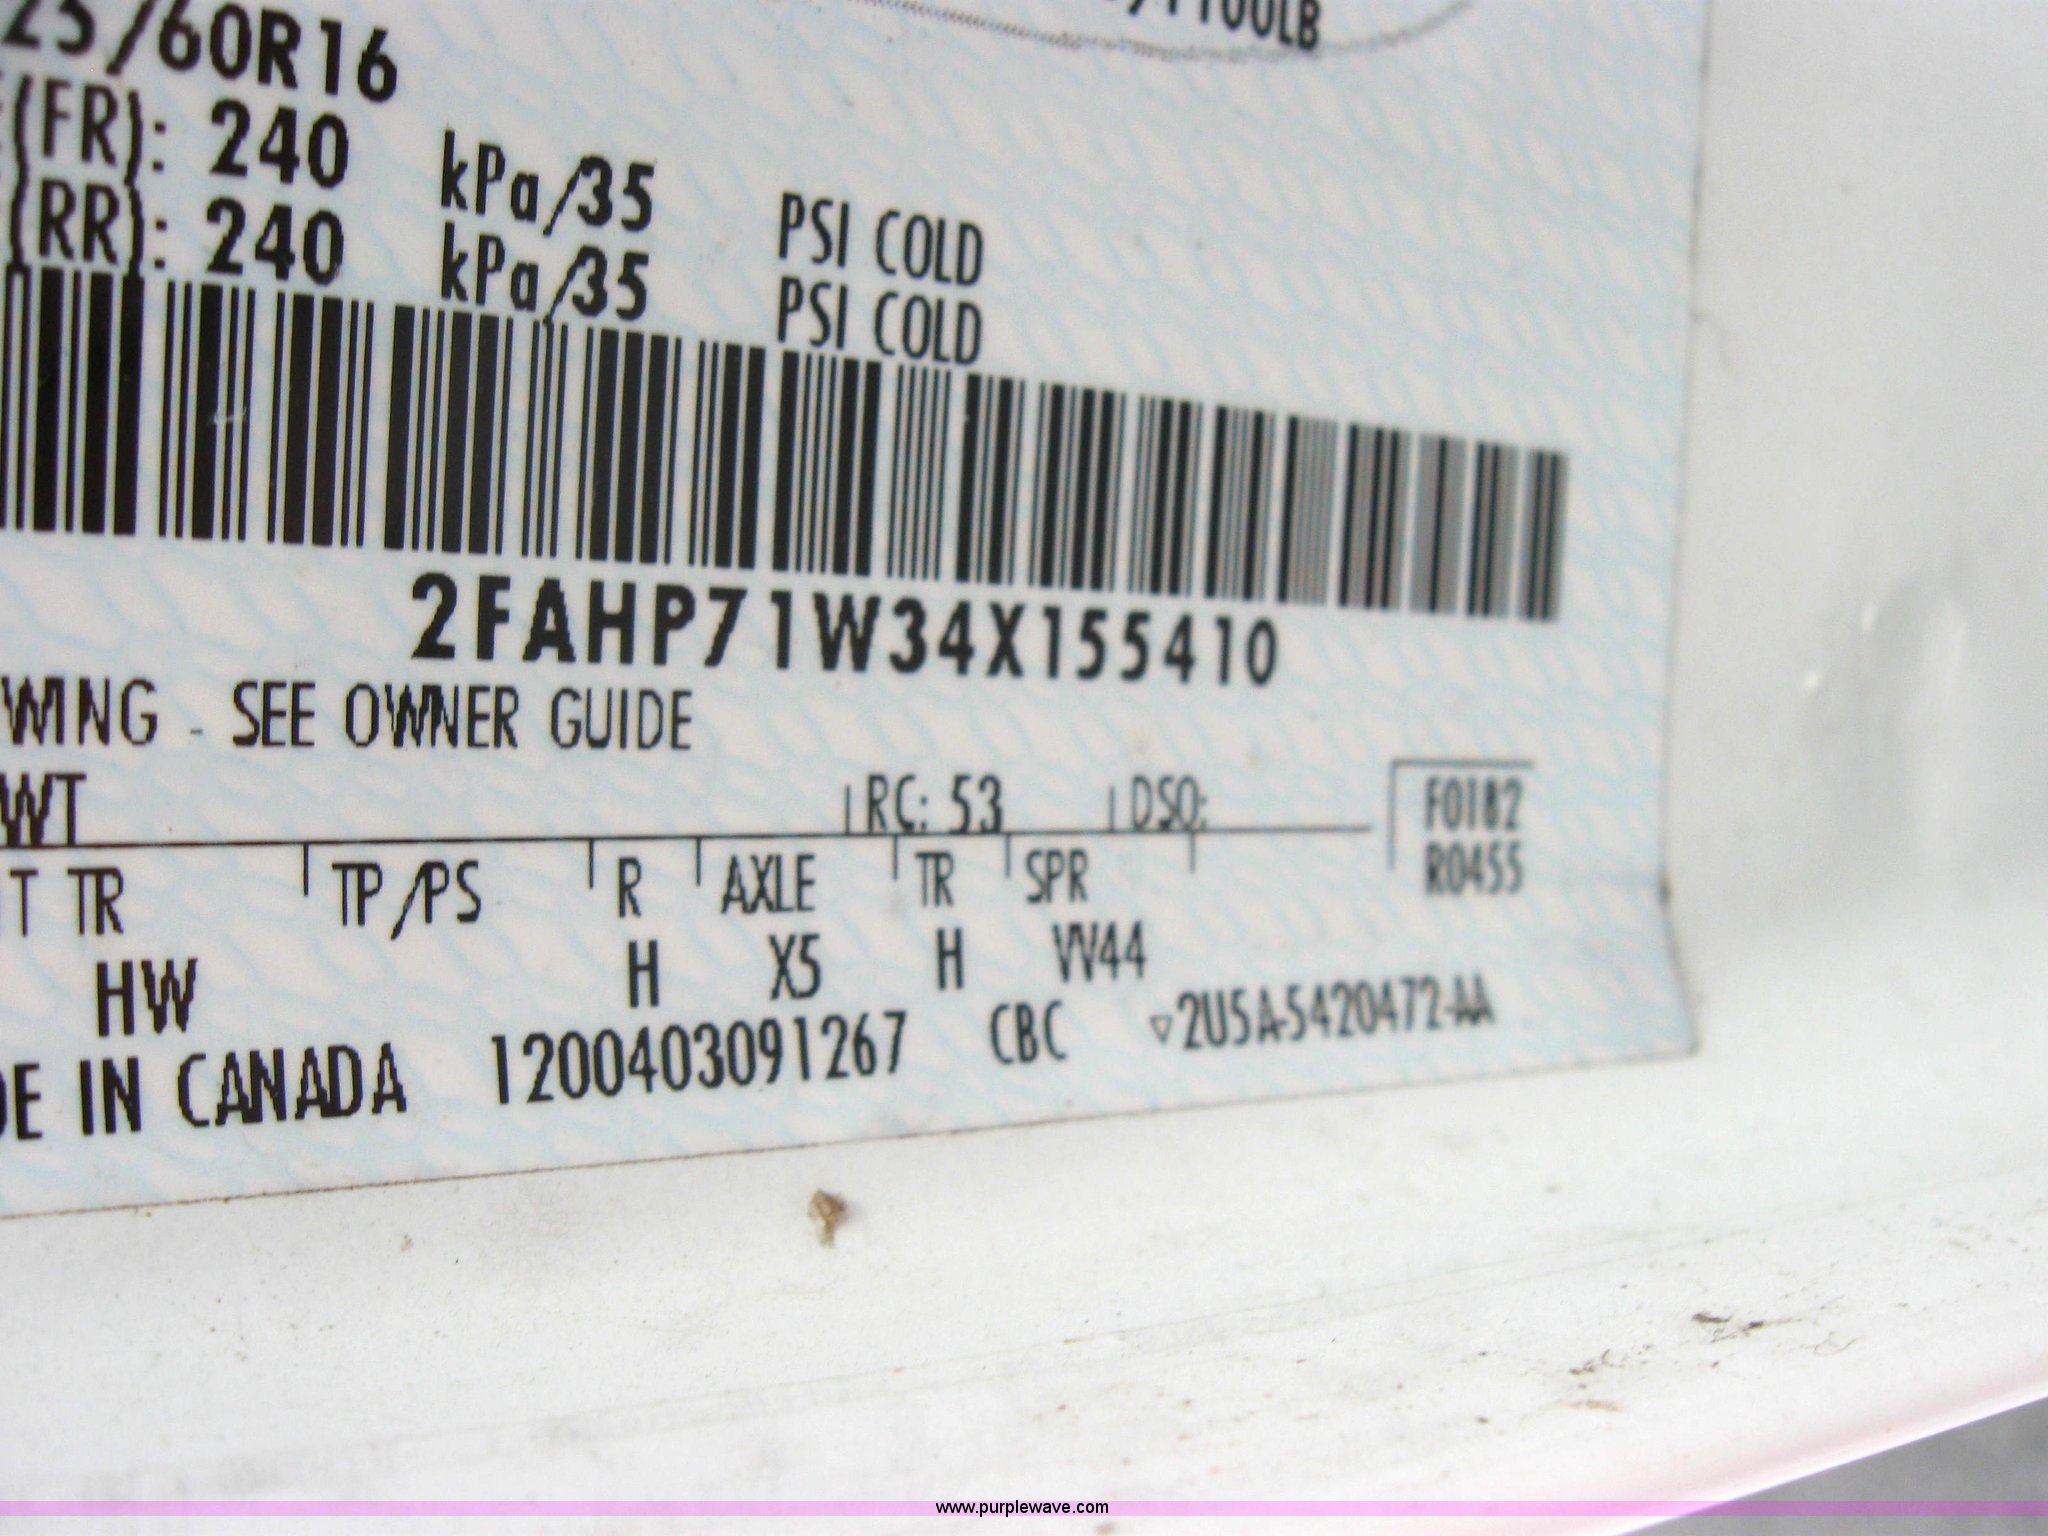 1100LB
25/60R16
(FR): 240 kPa/35 PSI COLD
(RR): 240 kPa/35 PSI COLD
2FAHP71W34X155410
WING - SEE OWNER GUIDE
WT RC: 53 DSO: F0182
R0455
T TR TP/PS R AXLE TR SPR
HW H X5 H VV44
DE IN CANADA 1200403091267 CBC ▽2U5A-5420472-AA
www.purplewave.com